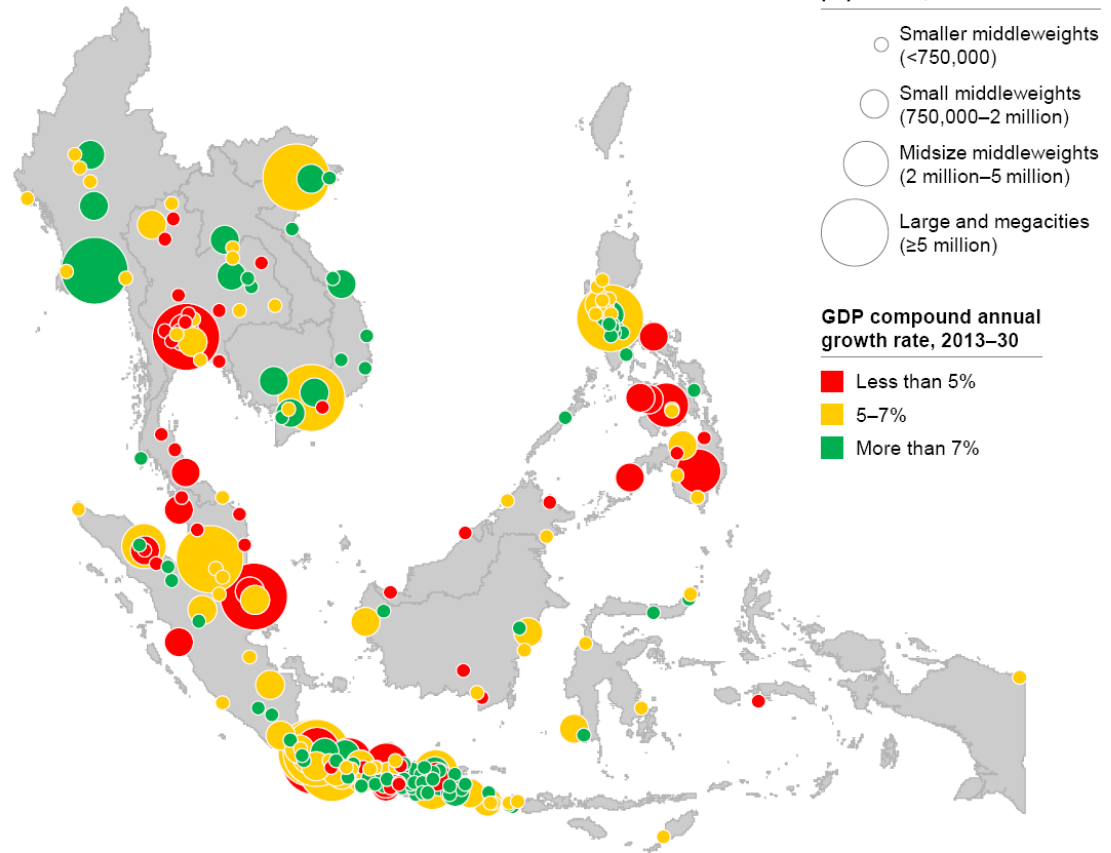 Smaller middleweights
(<750,000)
Small middleweights
(750,000–2 million)
Midsize middleweights
(2 million–5 million)
Large and megacities
(≥5 million)
GDP compound annual
growth rate, 2013–30
Less than 5%
5–7%
More than 7%